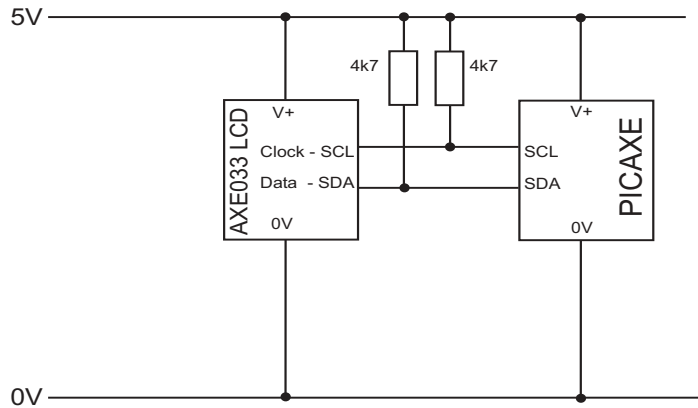 5V
4k7 4k7
AXE033 LCD
V+
Clock - SCL
Data - SDA
0V
PICAXE
V+
SCL
SDA
0V
0V